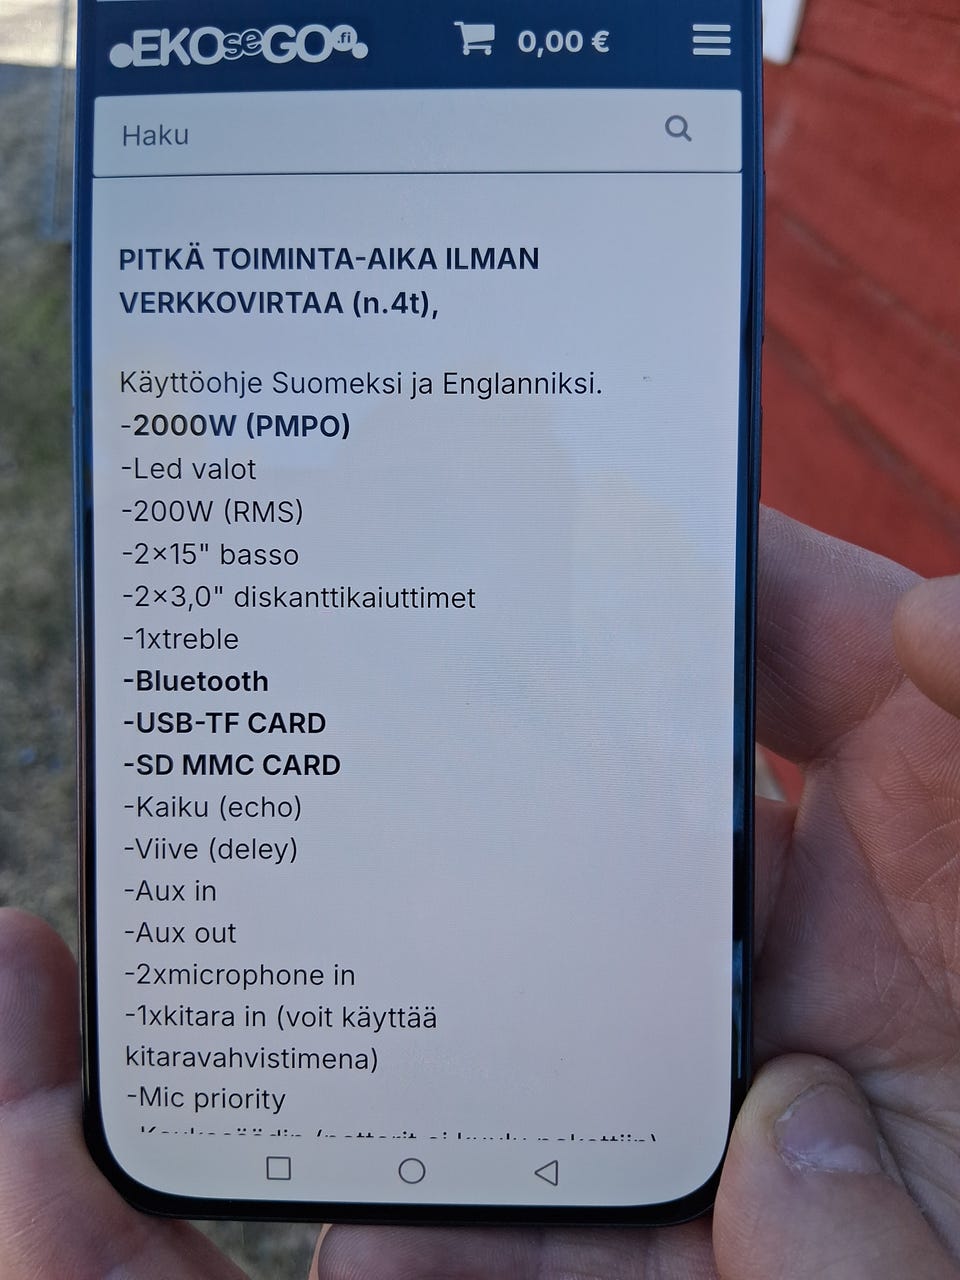 EKOseGO.fi
0,00 €
Haku
PITKÄ TOIMINTA-AIKA ILMAN
VERKKOVIRTAA (n.4t),
Käyttöohje Suomeksi ja Englanniksi.
-2000W (PMPO)
-Led valot
-200W (RMS)
-2×15" basso
-2×3,0" diskanttikaiuttimet
-1xtreble
-Bluetooth
-USB-TF CARD
-SD MMC CARD
-Kaiku (echo)
-Viive (deley)
-Aux in
-Aux out
-2xmicrophone in
-1xkitara in (voit käyttää
kitaravahvistimena)
-Mic priority